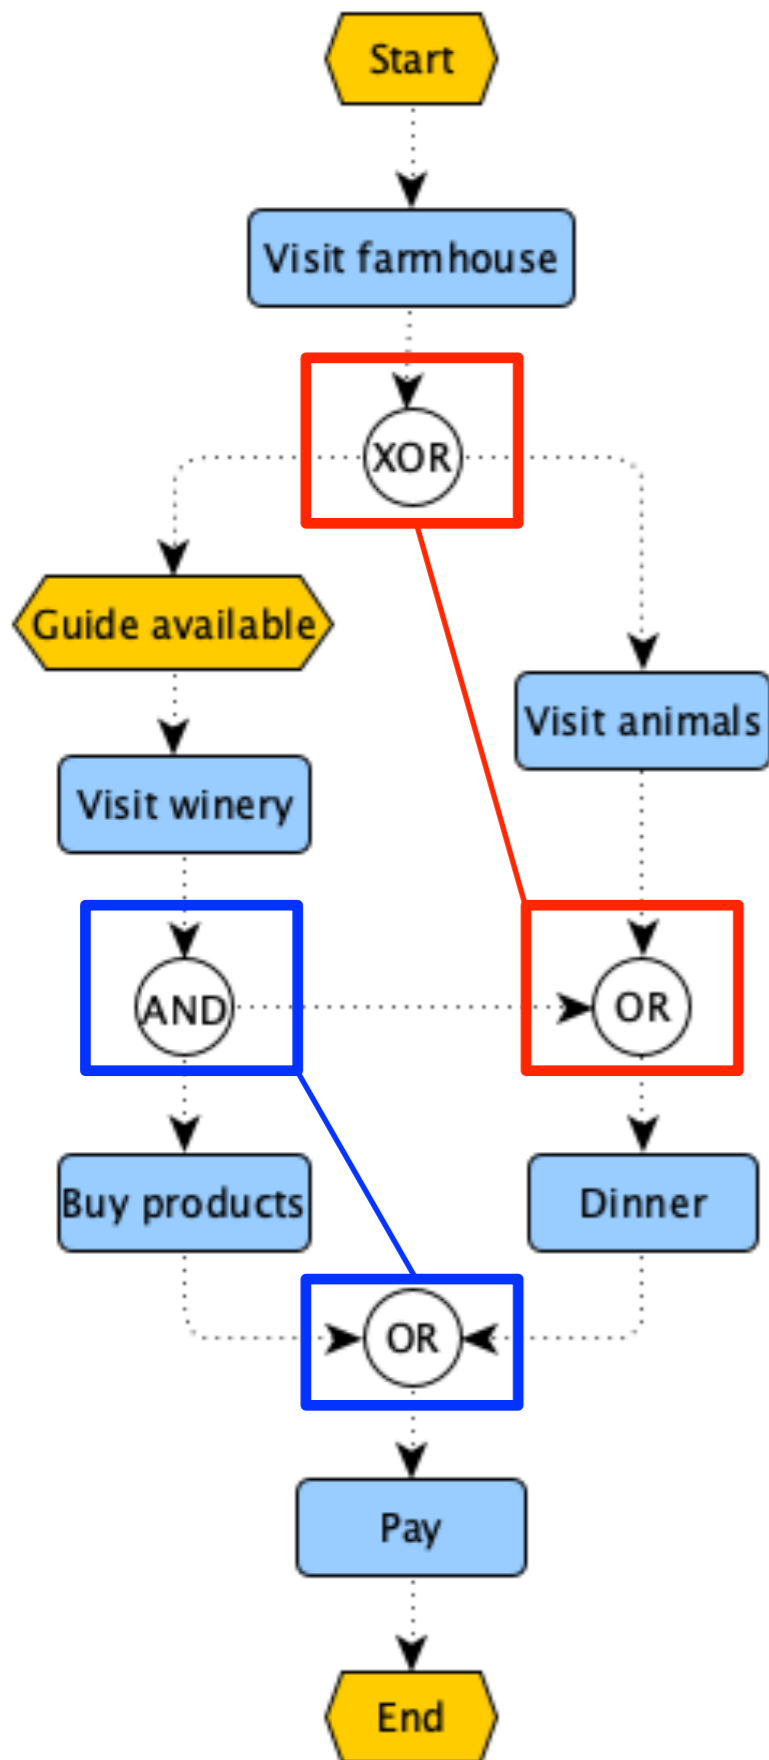 Start
Visit farmhouse
XOR
Guide available
Visit animals
Visit winery
AND
OR
Buy products
Dinner
OR
Pay
End